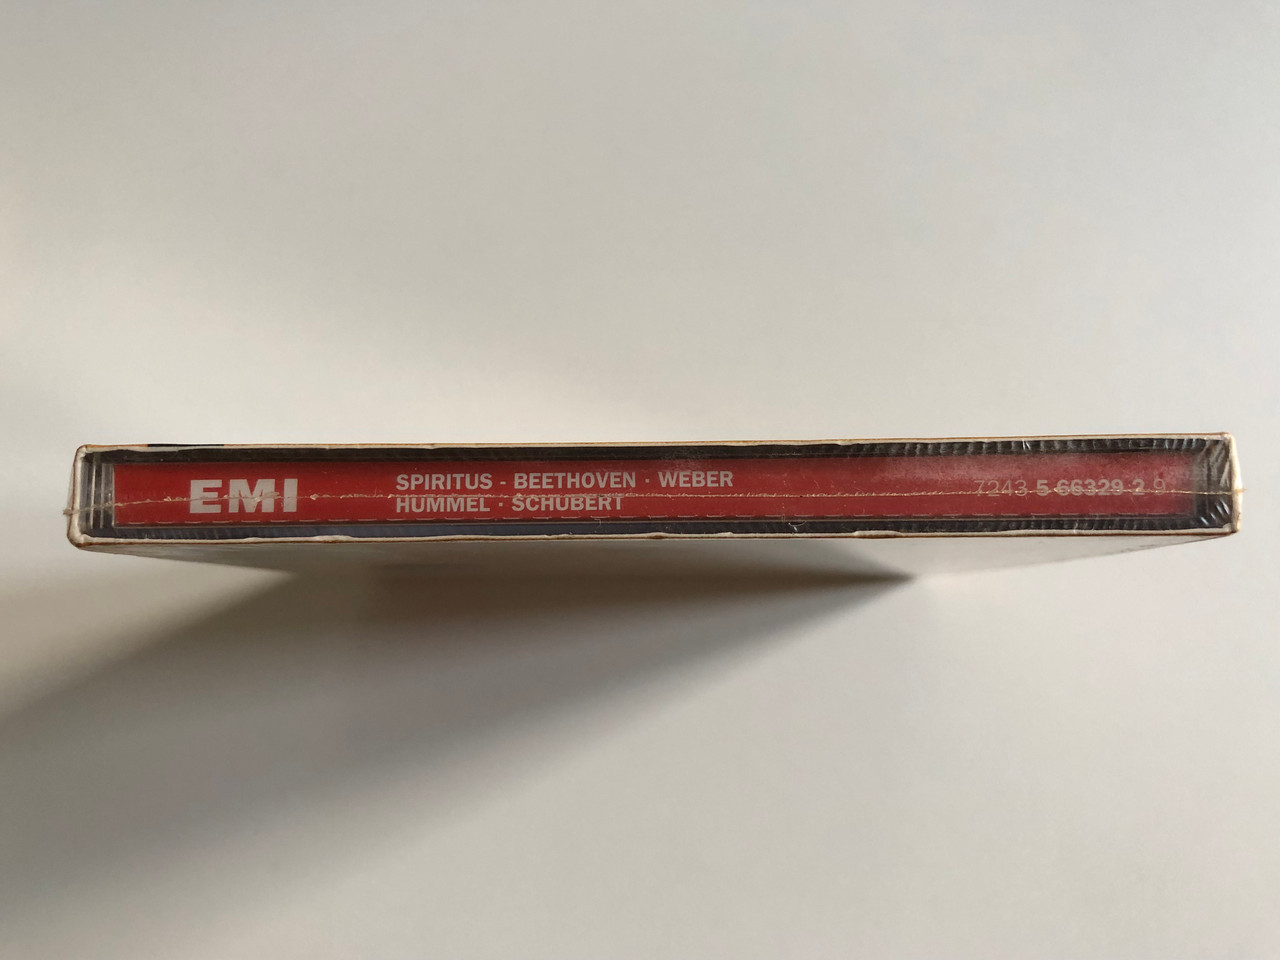 EMI
SPIRITUS · BEETHOVEN · WEBER
HUMMEL · SCHUBERT
7243 5 66329 2 9